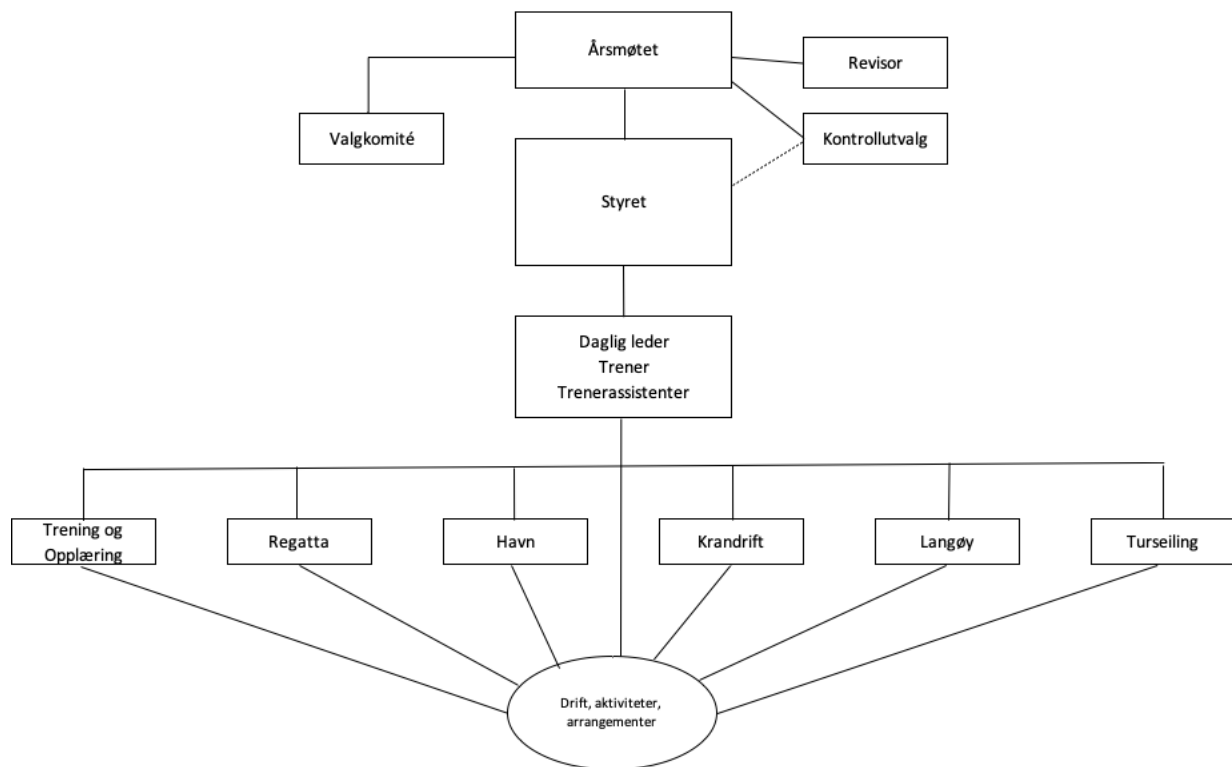 Årsmøtet
Revisor
Valgkomité
Kontrollutvalg
Styret
Daglig leder
Trener
Trenerassistenter
Trening og
Opplæring
Regatta
Havn
Krandrift
Langøy
Turseiling
Drift, aktiviteter,
arrangementer